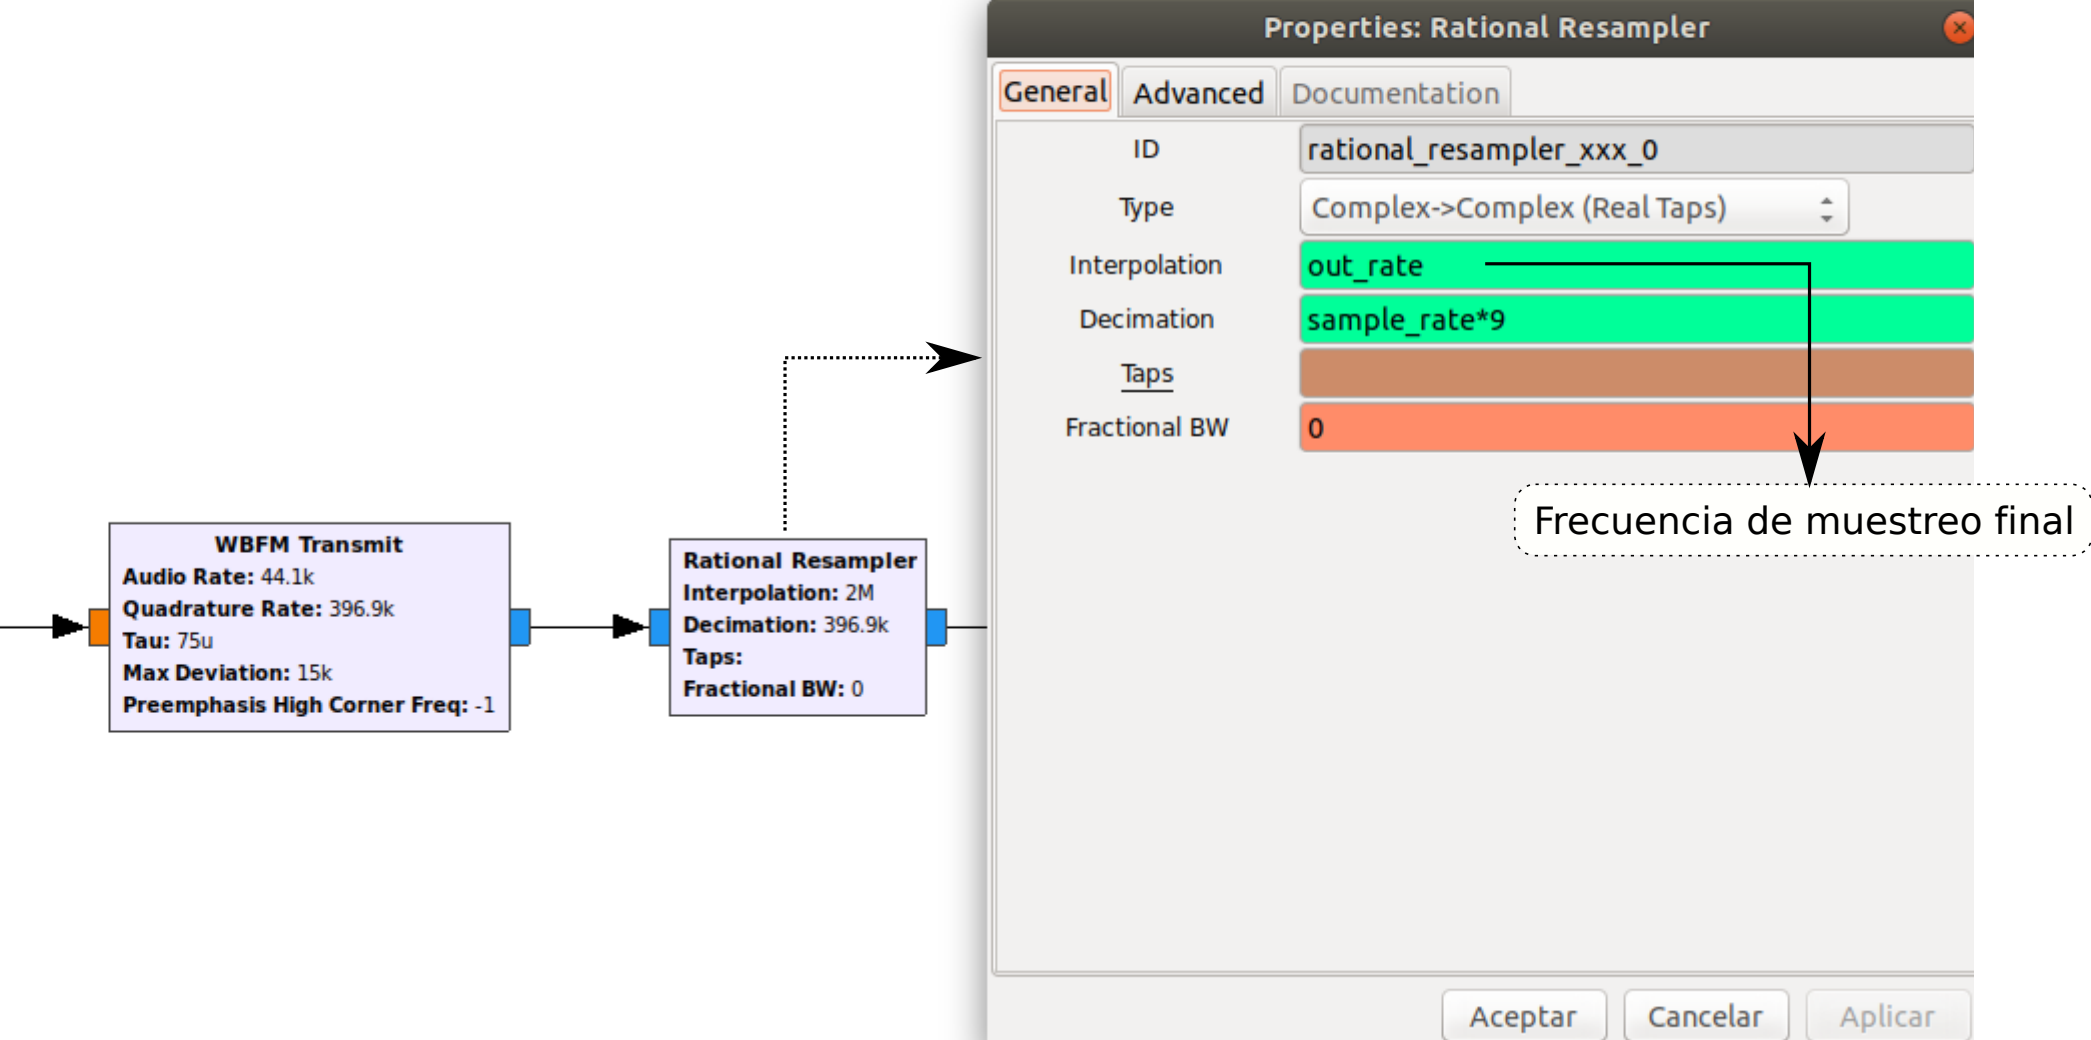 Properties: Rational Resampler
General
Advanced
Documentation
ID
rational_resampler_xxx_0
Type
Complex->Complex (Real Taps)
Interpolation
out_rate
Decimation
sample_rate*9
Taps
Fractional BW
0
Frecuencia de muestreo final
WBFM Transmit
Audio Rate: 44.1k
Quadrature Rate: 396.9k
Tau: 75u
Max Deviation: 15k
Preemphasis High Corner Freq: -1
Rational Resampler
Interpolation: 2M
Decimation: 396.9k
Taps:
Fractional BW: 0
Aceptar
Cancelar
Aplicar